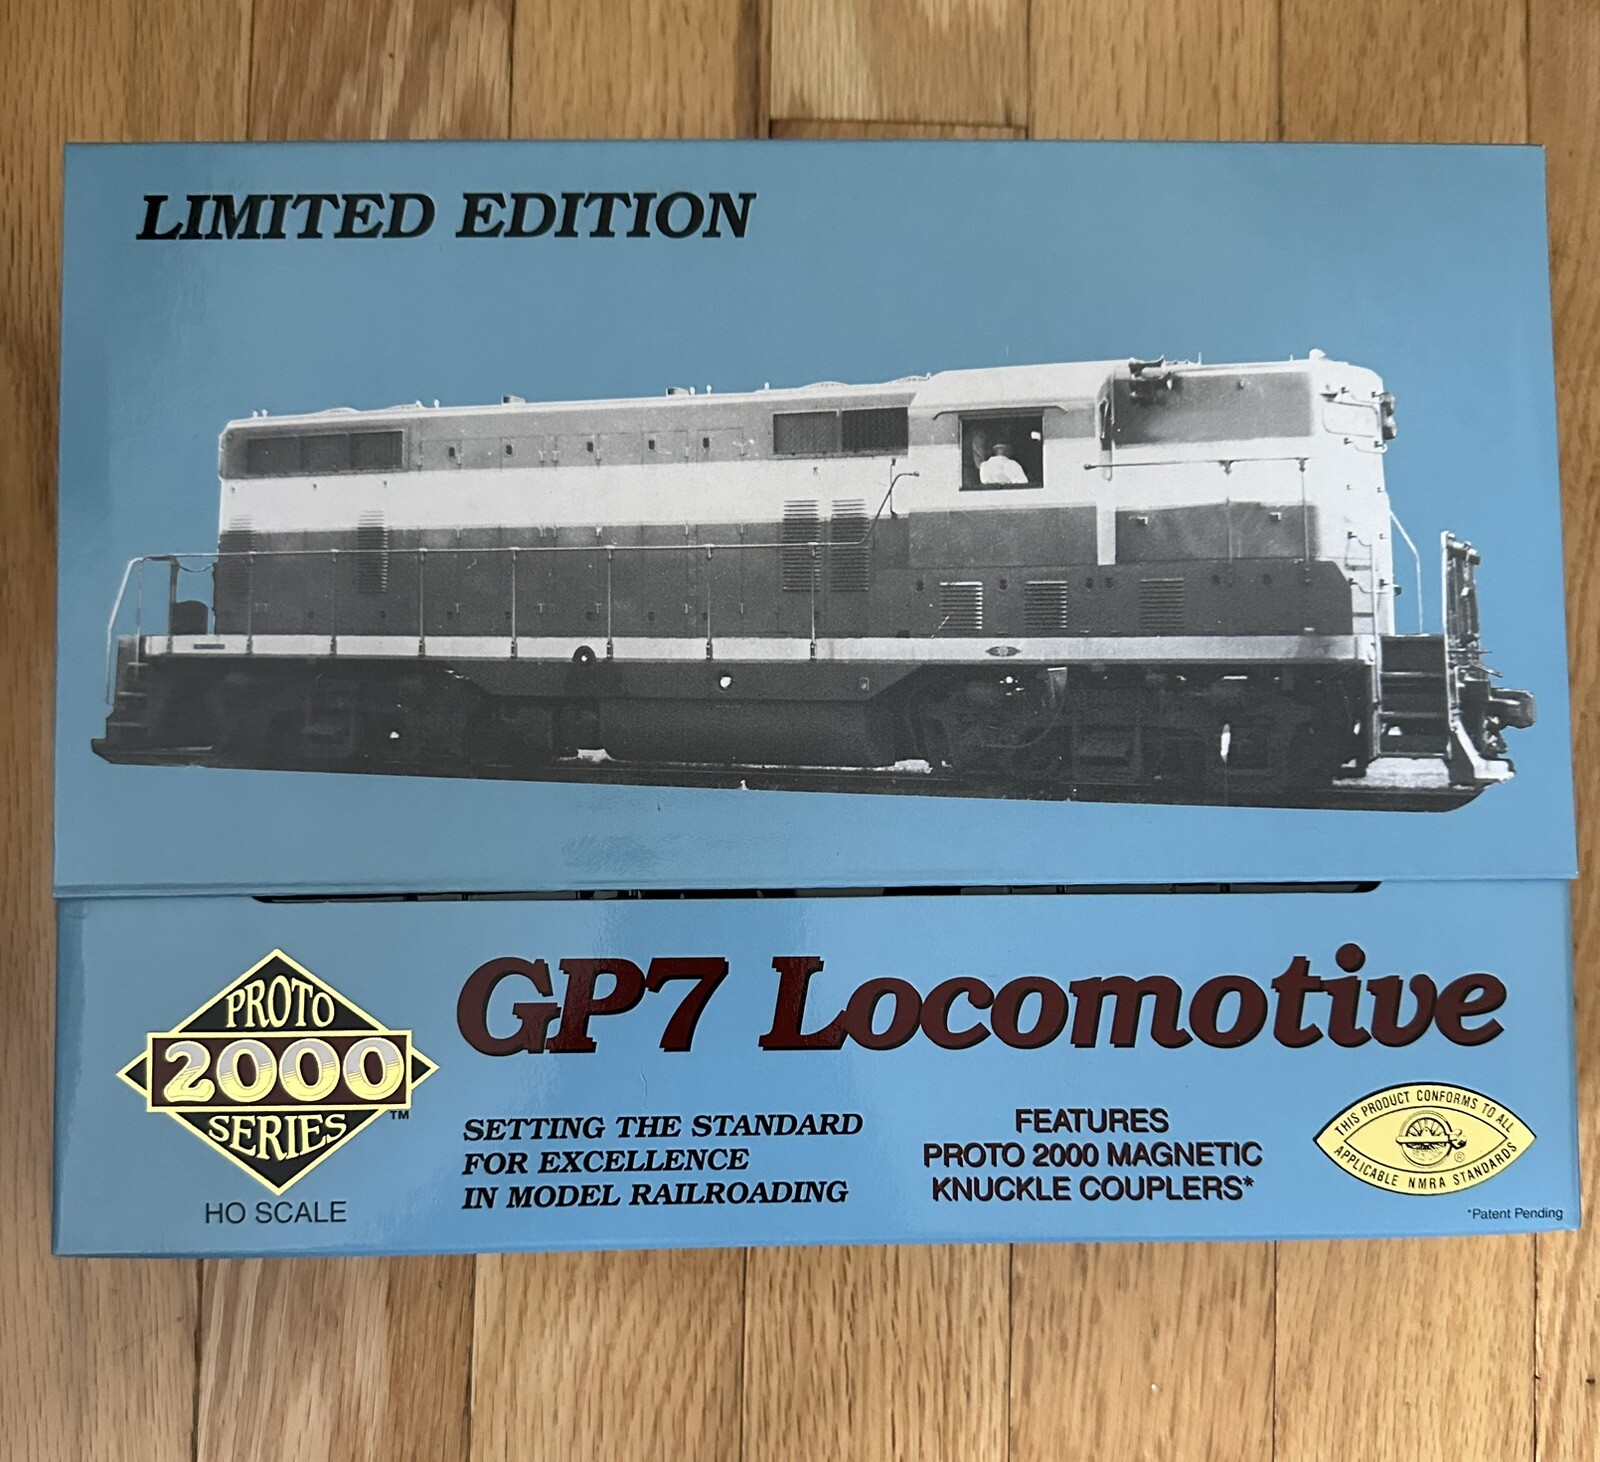 LIMITED EDITION
GP7 Locomotive
PROTO
2000
SERIES
™
HO SCALE
SETTING THE STANDARD
FOR EXCELLENCE
IN MODEL RAILROADING
FEATURES
PROTO 2000 MAGNETIC
KNUCKLE COUPLERS*
THIS PRODUCT CONFORMS TO ALL
APPLICABLE NMRA STANDARDS
®
*Patent Pending